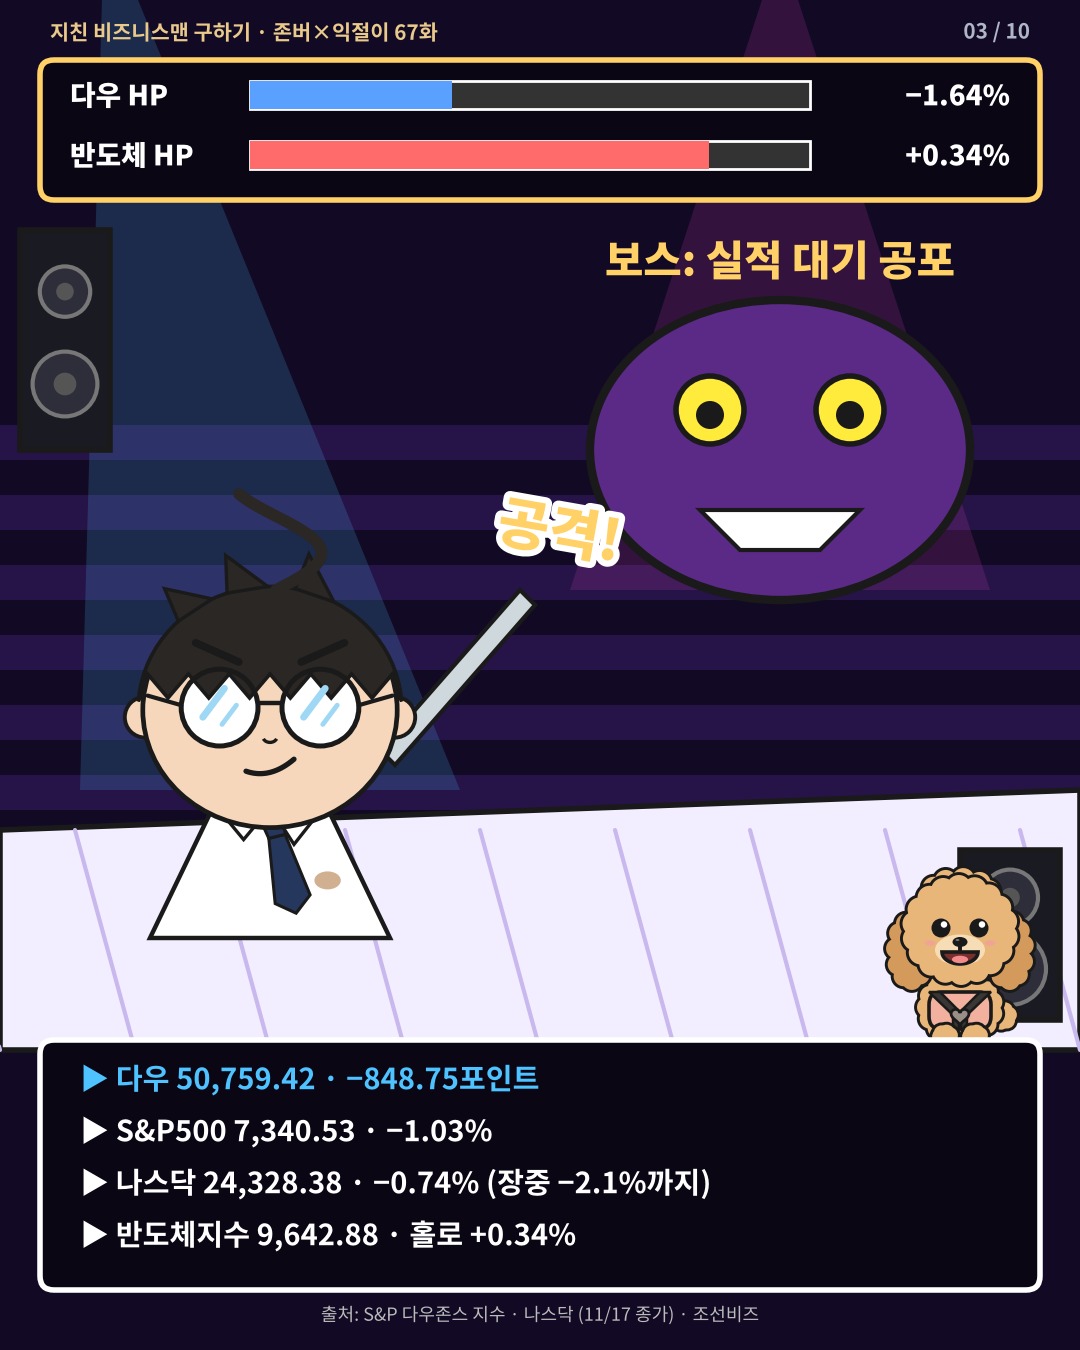 지친 비즈니스맨 구하기 · 존버×익절이 67화
03 / 10
다우 HP
−1.64%
반도체 HP
+0.34%
보스: 실적 대기 공포
공격!
▶ 다우 50,759.42 · −848.75포인트
▶ S&P500 7,340.53 · −1.03%
▶ 나스닥 24,328.38 · −0.74% (장중 −2.1%까지)
▶ 반도체지수 9,642.88 · 홀로 +0.34%
출처: S&P 다우존스 지수 · 나스닥 (11/17 종가) · 조선비즈